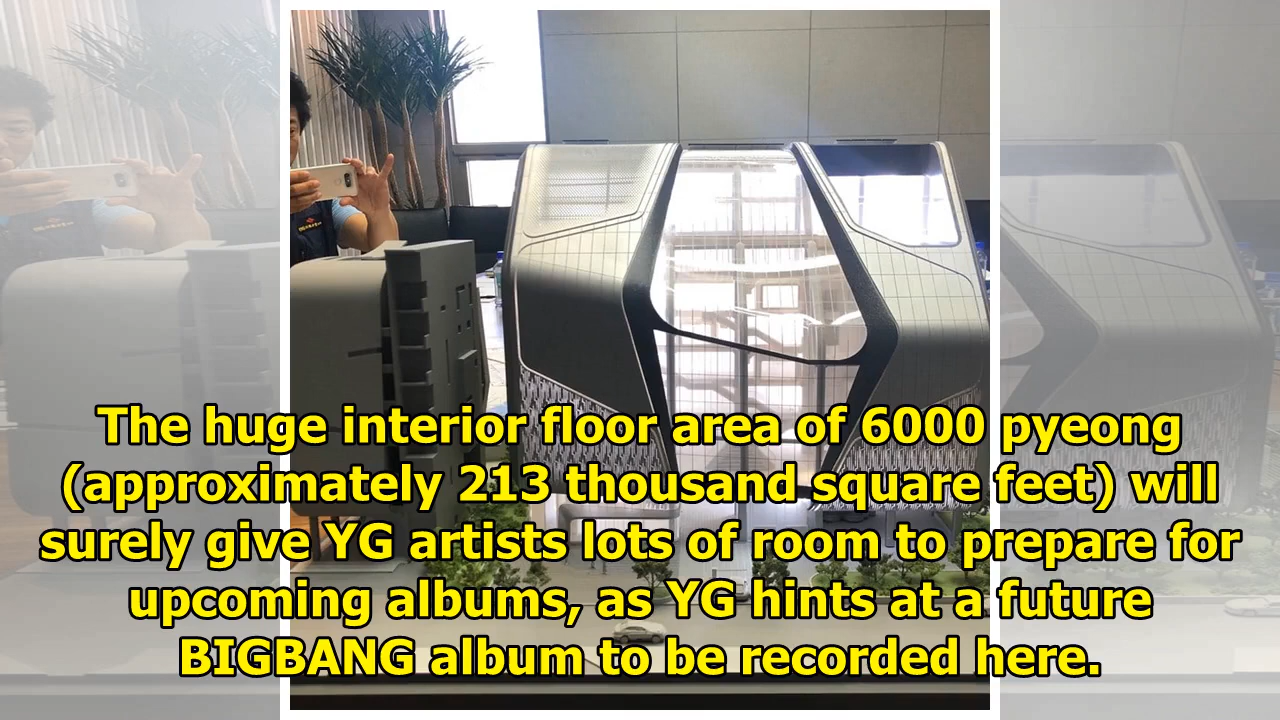 The huge interior floor area of 6000 pyeong
(approximately 213 thousand square feet) will
surely give YG artists lots of room to prepare for
upcoming albums, as YG hints at a future
BIGBANG album to be recorded here.